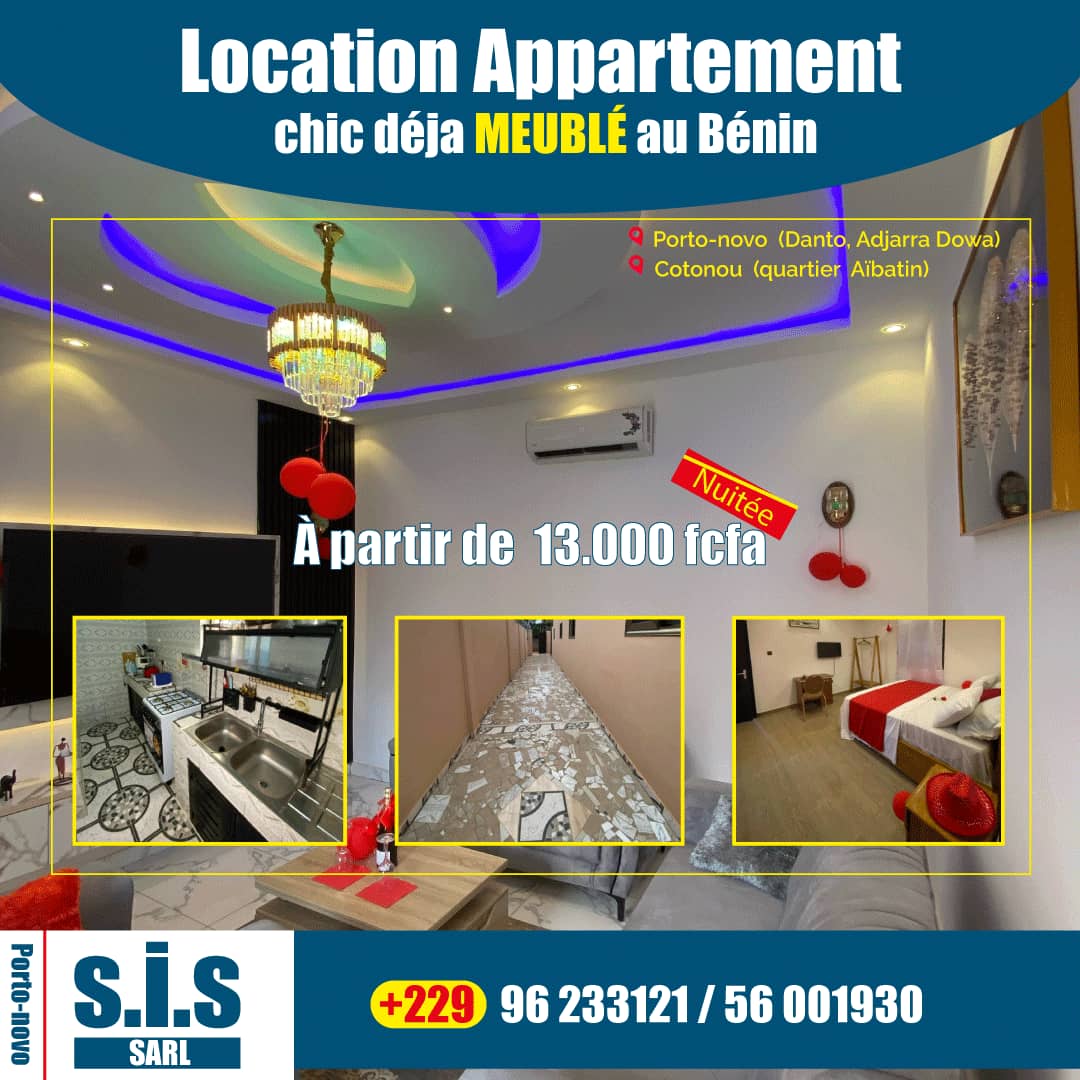 Location Appartement
chic déja MEUBLÉ au Bénin
Porto-novo (Danto, Adjarra Dowa)
Cotonou (quartier Aïbatin)
Nuitée
À partir de 13.000 fcfa
Porto-novo
s.i.s
SARL
+229 96 233121 / 56 001930